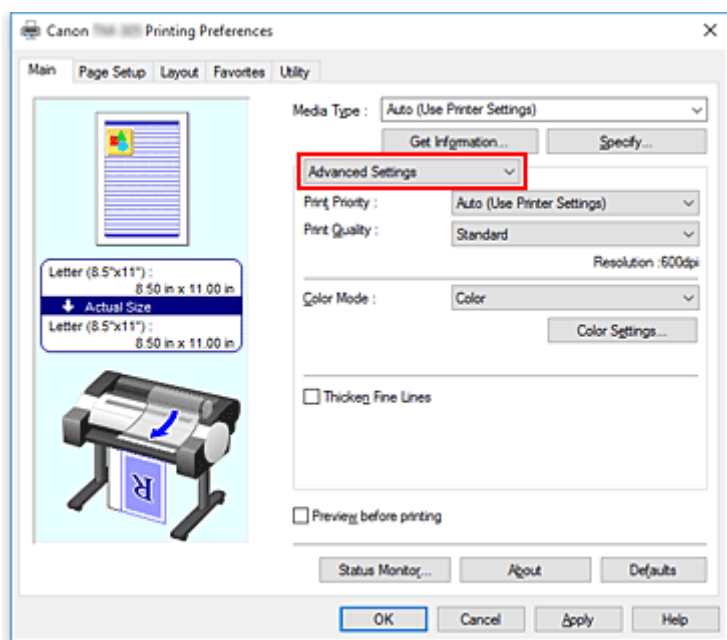 Canon Printing Preferences
Main Page Setup Layout Favorites Utility
Media Type : Auto (Use Printer Settings)
Get Information... Specify...
Advanced Settings
Print Priority : Auto (Use Printer Settings)
Print Quality : Standard
Resolution :600dpi
Color Mode : Color
Color Settings...
Thicken Fine Lines
Letter (8.5"x11") :
8.50 in x 11.00 in
Actual Size
Letter (8.5"x11") :
8.50 in x 11.00 in
R
Preview before printing
Status Monitor... About Defaults
OK Cancel Apply Help